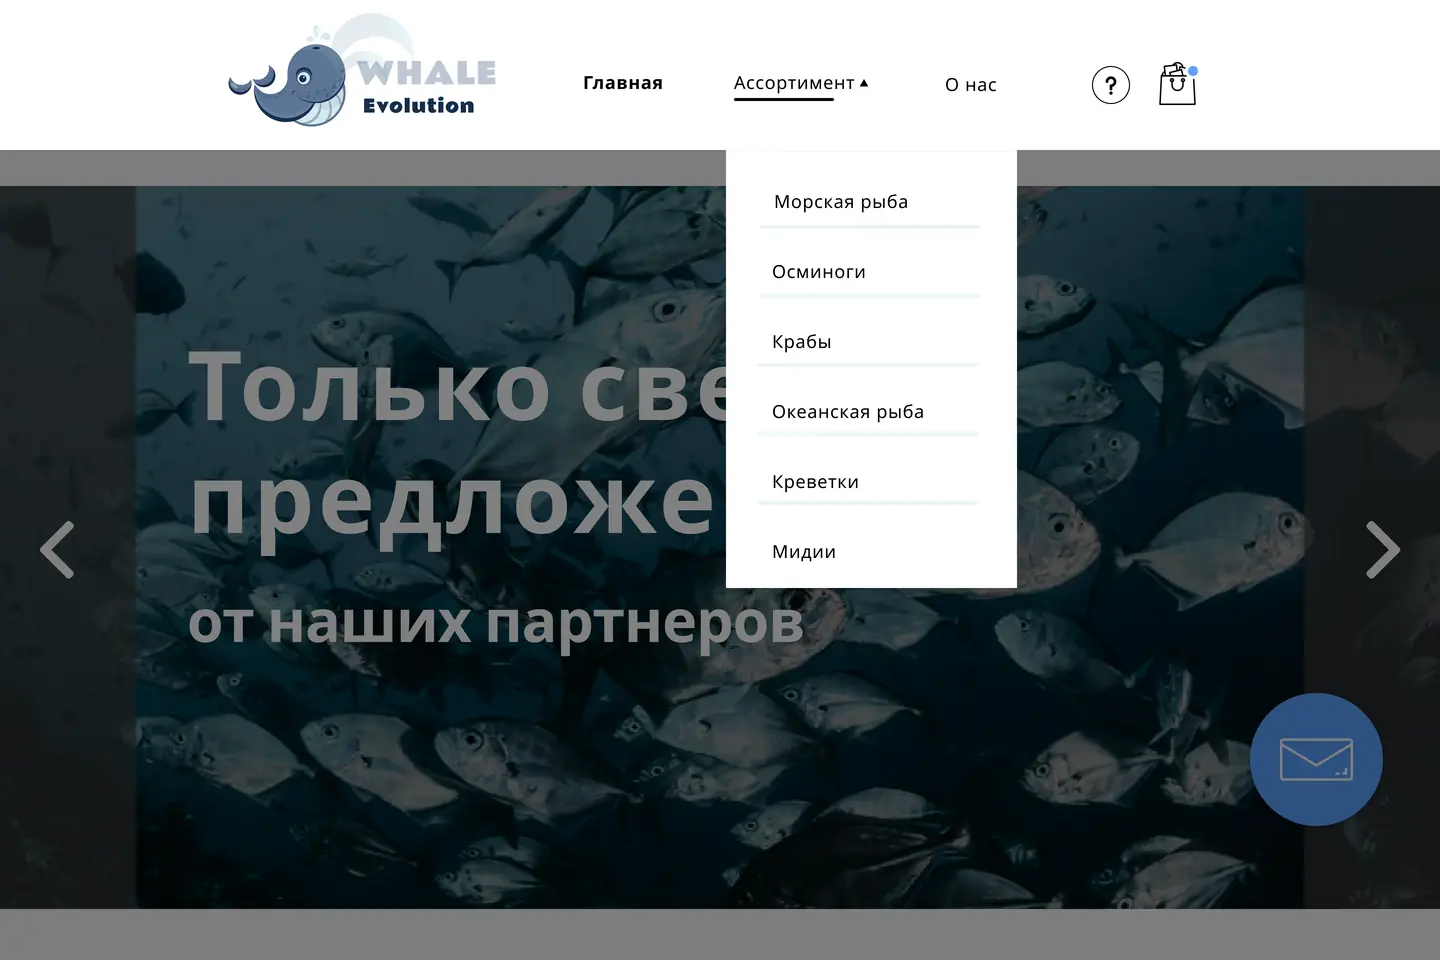 WHALE
Evolution
Главная
Ассортимент
О нас
?
Морская рыба
Осминоги
Крабы
Океанская рыба
Креветки
Мидии
Только све
предложе
от наших партнеров